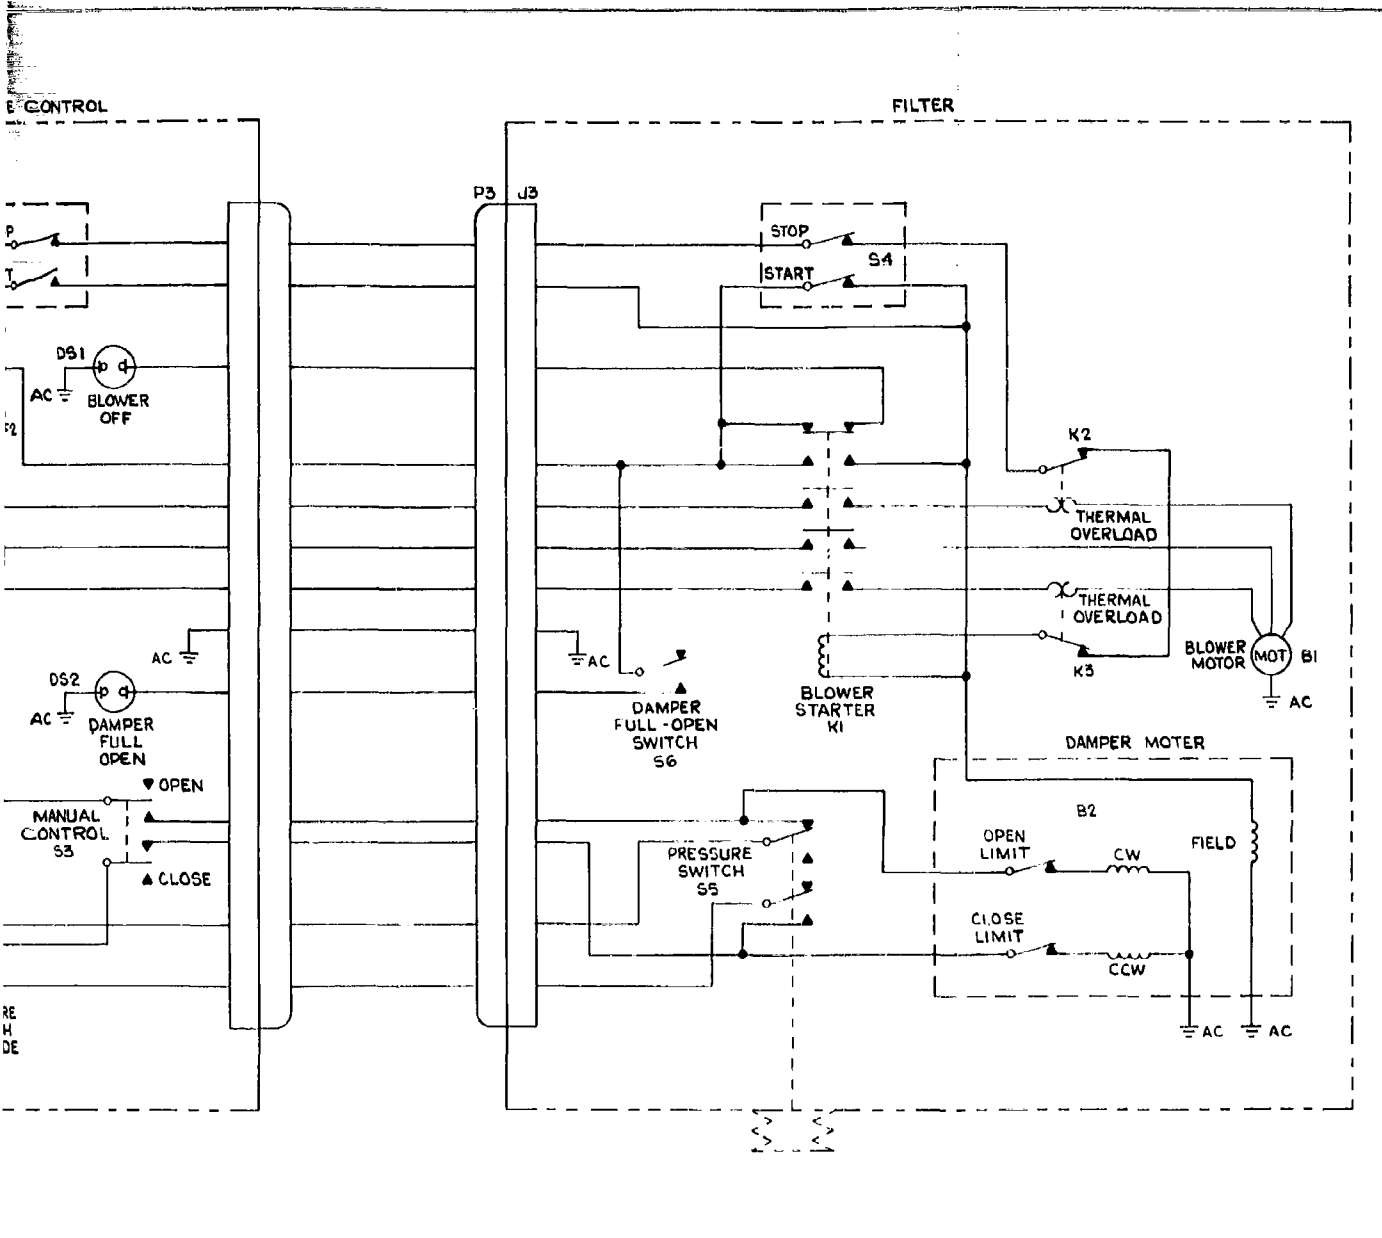 E CONTROL
FILTER
P3 J3
P
T
STOP
START
S4
DS1
AC
BLOWER
OFF
F2
K2
THERMAL
OVERLOAD
THERMAL
OVERLOAD
K3
BLOWER
MOTOR
MOT
B1
AC
AC
AC
DS2
AC
DAMPER
FULL
OPEN
DAMPER
FULL-OPEN
SWITCH
S6
BLOWER
STARTER
K1
DAMPER MOTER
OPEN
MANUAL
CONTROL
S3
CLOSE
PRESSURE
SWITCH
S5
B2
OPEN
LIMIT
CW
FIELD
CLOSE
LIMIT
CCW
AC
AC
RE
H
DE